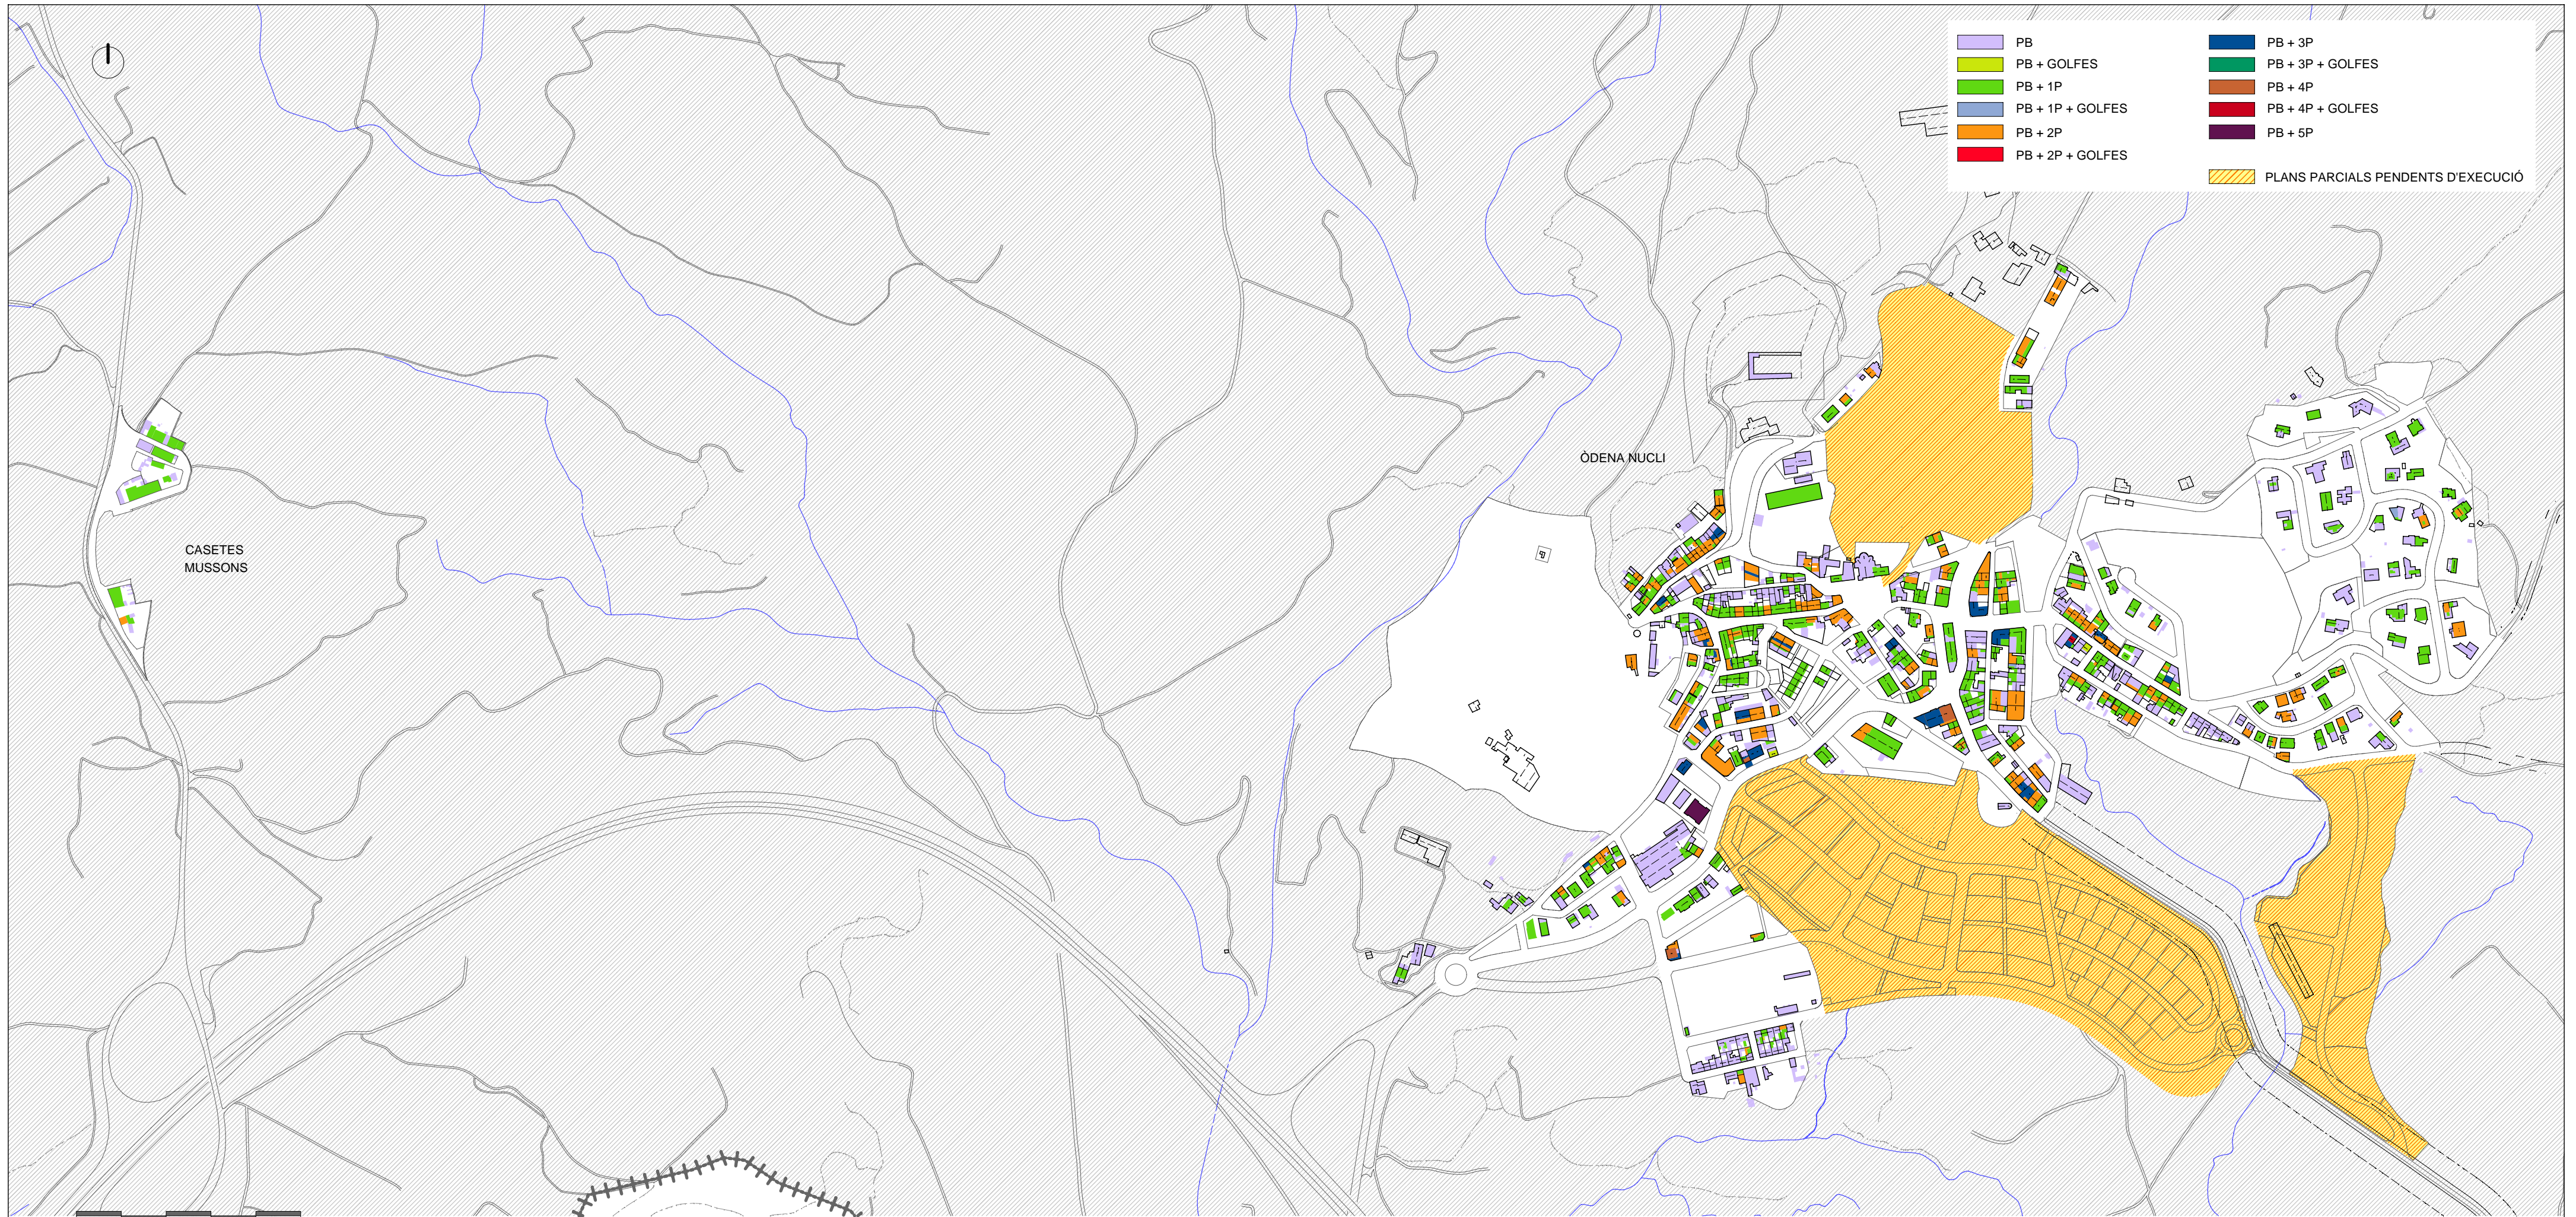 PB
PB + GOLFES
PB + 1P
PB + 1P + GOLFES
PB + 2P
PB + 2P + GOLFES
PB + 3P
PB + 3P + GOLFES
PB + 4P
PB + 4P + GOLFES
PB + 5P
PLANS PARCIALS PENDENTS D'EXECUCIÓ
ÒDENA NUCLI
CASETES
MUSSONS